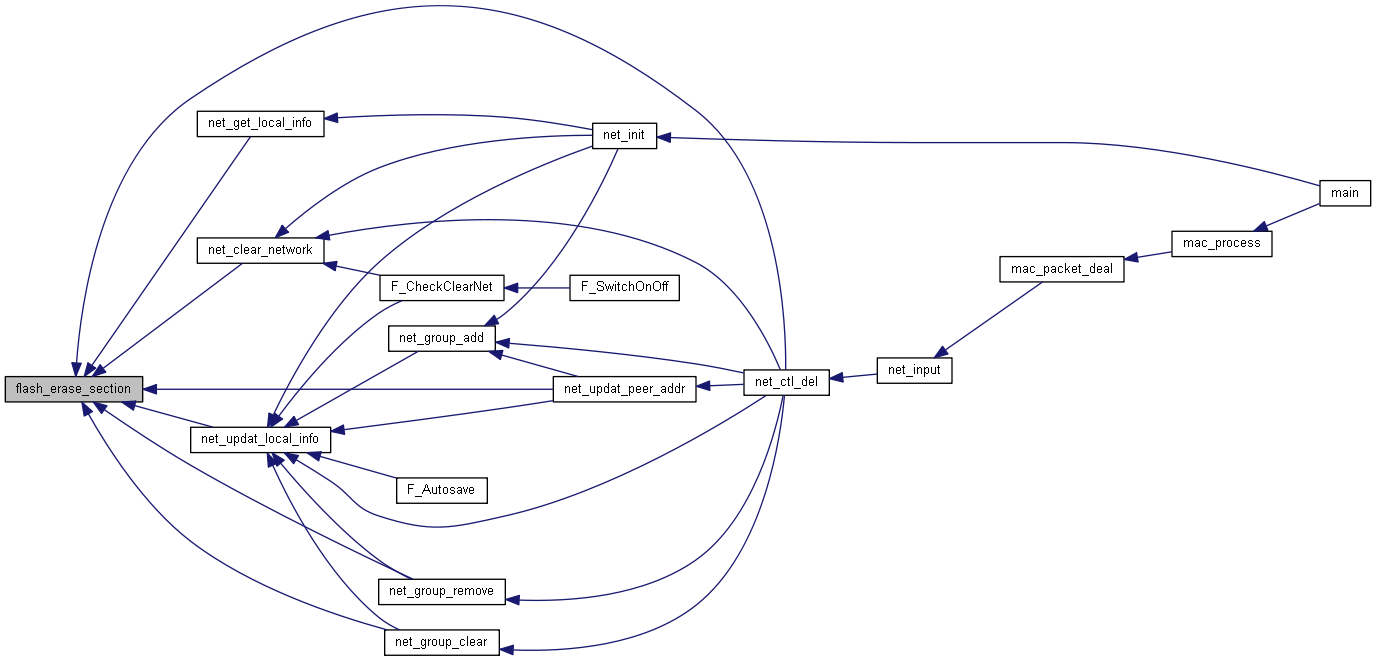 net_get_local_info
net_init
main
mac_process
net_clear_network
mac_packet_deal
F_CheckClearNet
F_SwitchOnOff
net_group_add
net_input
net_ctl_del
flash_erase_section
net_updat_peer_addr
net_updat_local_info
F_Autosave
net_group_remove
net_group_clear